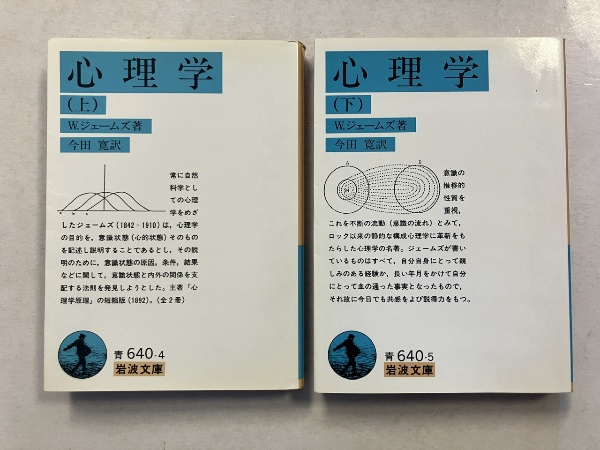 心理学
(上)
W.ジェームズ著
今田 寛訳
常に自然
科学とし
ての心理
学をめざ
したジェームズ(1842-1910)は,心理学
の目的を,意識状態(心的状態)そのもの
を記述し説明することであるとし,その説
明のために,意識状態の原因,条件,結果
などに関して,意識状態と内外の関係を支
配する法則を発見しようとした.主著『心
理学原理』の短縮版(1892).(全2冊)
青 640-4
岩波文庫
心理学
(下)
W.ジェームズ著
今田 寛訳
A
B
意識の
推移的
性質を
重視,
これを不断の流動(意識の流れ)とみて,
ロック以来の静的な構成心理学に革新をも
たらした心理学の名著.ジェームズが書い
ているものはすべて,自分自身にとって親
しみのある経験か,長い年月をかけて自分
にとって血の通った事実となったもので,
それ故に今日でも共感をよび説得力をもつ.
青 640-5
岩波文庫